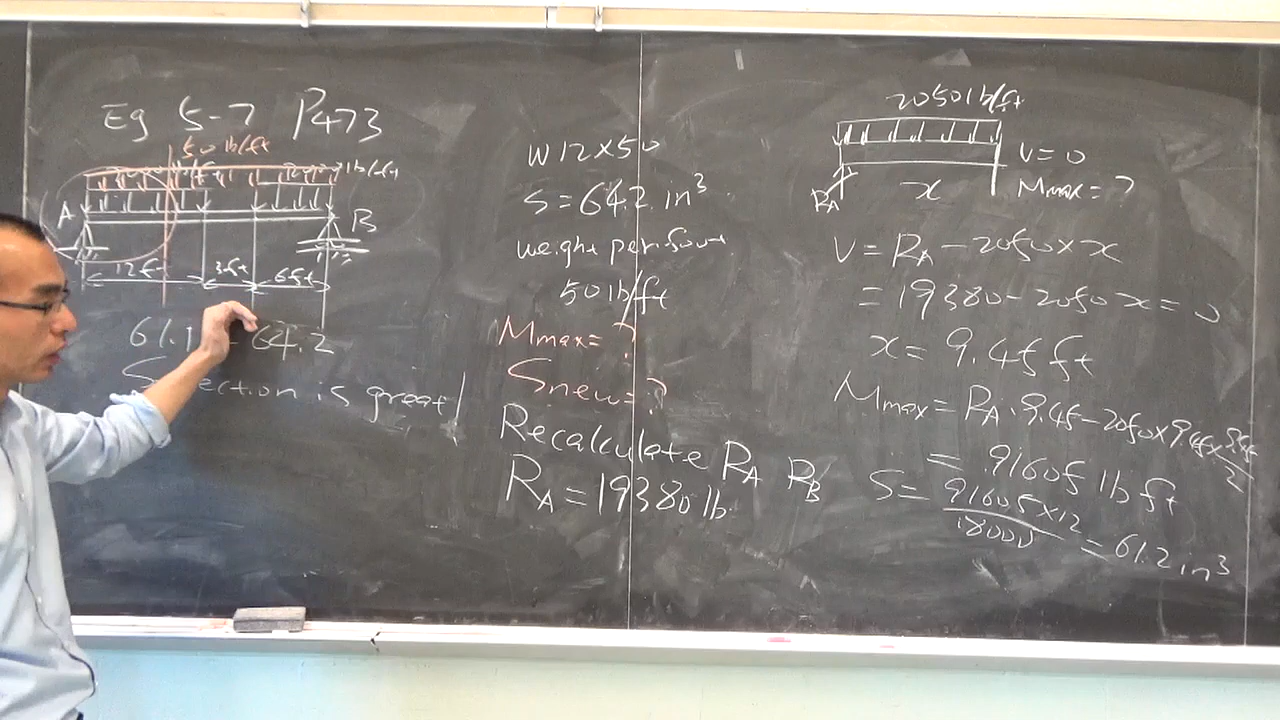 Eg 5-7 P473
50 lb/ft
lb/ft
A
B
12 ft
3 ft
6 ft
61.1 64.2
Section is great!
W12×50
S = 64.2 in³
weight per foot
50 lb/ft
Mmax = ?
Snew = ?
Recalculate RA RB
RA = 19380 lb
2050 lb/ft
RA
x
V = 0
Mmax = ?
V = RA - 2050 × x
= 19380 - 2050 x = 0
x = 9.45 ft
Mmax = RA · 9.45 - 2050 × 9.45 × 9.45/2
= 91605 lb ft
S = 91605 × 12 / 18000 = 61.2 in³